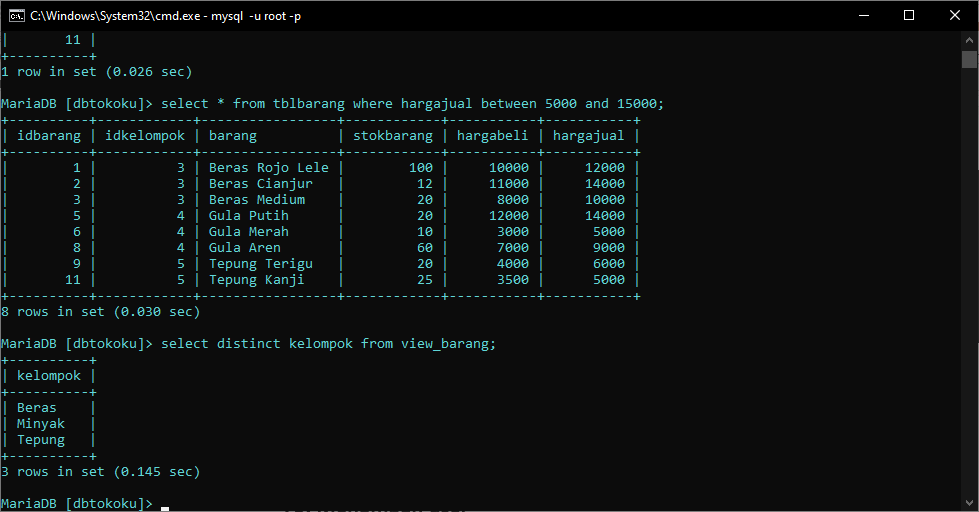 C:\Windows\System32\cmd.exe - mysql  -u root -p
|       11 |
+----------+
1 row in set (0.026 sec)
MariaDB [dbtokoku]> select * from tblbarang where hargajual between 5000 and 15000;
+----------+------------+-----------------+------------+-----------+-----------+
| idbarang | idkelompok | barang          | stokbarang | hargabeli | hargajual |
+----------+------------+-----------------+------------+-----------+-----------+
|        1 |          3 | Beras Rojo Lele |        100 |     10000 |     12000 |
|        2 |          3 | Beras Cianjur   |         12 |     11000 |     14000 |
|        3 |          3 | Beras Medium    |         20 |      8000 |     10000 |
|        5 |          4 | Gula Putih      |         20 |     12000 |     14000 |
|        6 |          4 | Gula Merah      |         10 |      3000 |      5000 |
|        8 |          4 | Gula Aren       |         60 |      7000 |      9000 |
|        9 |          5 | Tepung Terigu   |         20 |      4000 |      6000 |
|       11 |          5 | Tepung Kanji    |         25 |      3500 |      5000 |
+----------+------------+-----------------+------------+-----------+-----------+
8 rows in set (0.030 sec)
MariaDB [dbtokoku]> select distinct kelompok from view_barang;
+----------+
| kelompok |
+----------+
| Beras    |
| Minyak   |
| Tepung   |
+----------+
3 rows in set (0.145 sec)
MariaDB [dbtokoku]>